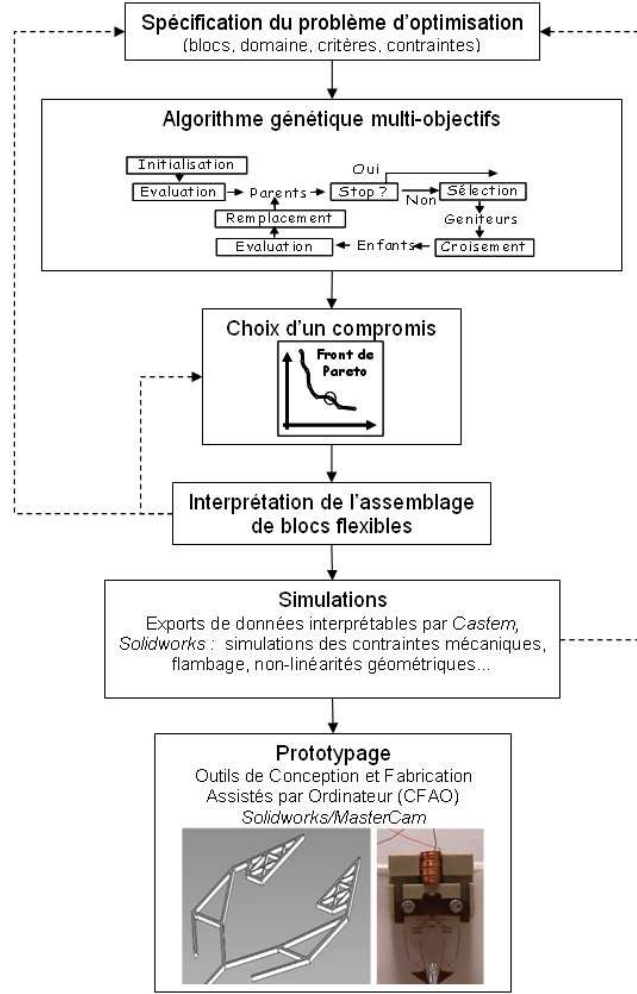 Spécification du problème d'optimisation
(blocs, domaine, critères, contraintes)
Algorithme génétique multi-objectifs
Initialisation
Oui
Evaluation
Parents
Stop ?
Non
Sélection
Remplacement
Geniteurs
Evaluation
Enfants
Croisement
Choix d'un compromis
Front de
Pareto
Interprétation de l'assemblage
de blocs flexibles
Simulations
Exports de données interprétables par Castem,
Solidworks : simulations des contraintes mécaniques,
flambage, non-linéarités géométriques...
Prototypage
Outils de Conception et Fabrication
Assistés par Ordinateur (CFAO)
Solidworks/MasterCam